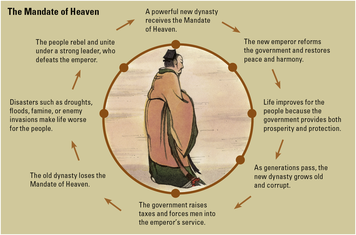 The Mandate of Heaven
A powerful new dynasty
receives the Mandate
of Heaven.
The new emperor reforms
the government and restores
peace and harmony.
Life improves for the
people because the
government provides both
prosperity and protection.
As generations pass, the
new dynasty grows old
and corrupt.
The government raises
taxes and forces men into
the emperor's service.
The old dynasty loses the
Mandate of Heaven.
Disasters such as droughts,
floods, famine, or enemy
invasions make life worse
for the people.
The people rebel and unite
under a strong leader, who
defeats the emperor.